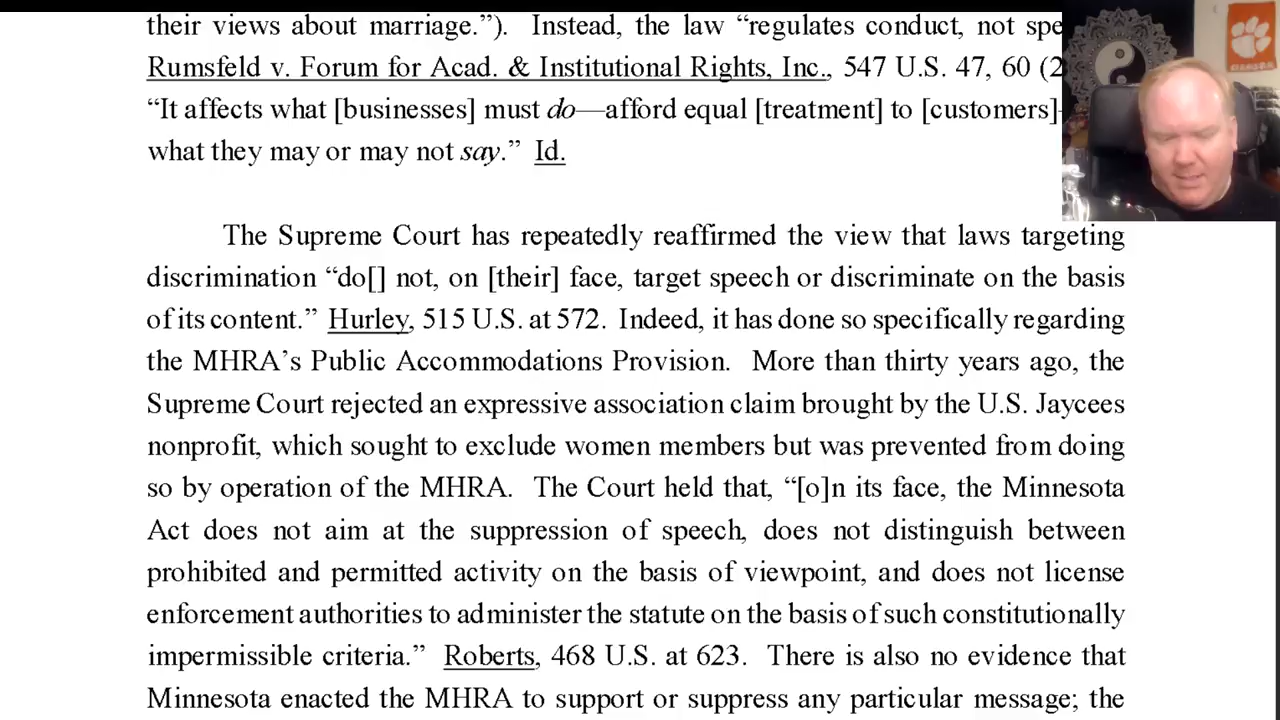 their views about marriage.”). Instead, the law “regulates conduct, not
Rumsfeld v. Forum for Acad. & Institutional Rights, Inc., 547 U.S. 47, 60
“It affects what [businesses] must do—afford equal [treatment] to [customers]
what they may or may not say.” Id.
The Supreme Court has repeatedly reaffirmed the view that laws targeting
discrimination “do[] not, on [their] face, target speech or discriminate on the basis
of its content.” Hurley, 515 U.S. at 572. Indeed, it has done so specifically regarding
the MHRA’s Public Accommodations Provision. More than thirty years ago, the
Supreme Court rejected an expressive association claim brought by the U.S. Jaycees
nonprofit, which sought to exclude women members but was prevented from doing
so by operation of the MHRA. The Court held that, “[o]n its face, the Minnesota
Act does not aim at the suppression of speech, does not distinguish between
prohibited and permitted activity on the basis of viewpoint, and does not license
enforcement authorities to administer the statute on the basis of such constitutionally
impermissible criteria.” Roberts, 468 U.S. at 623. There is also no evidence that
Minnesota enacted the MHRA to support or suppress any particular message; the